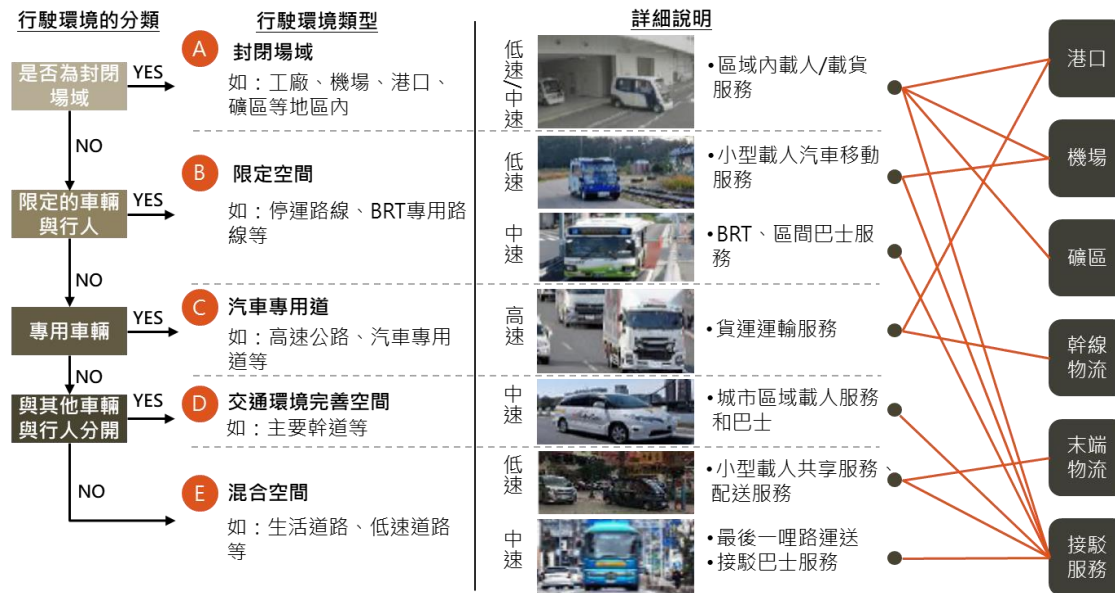 行駛環境的分類
行駛環境類型
詳細說明
是否為封閉
場域
YES
NO
限定的車輛
與行人
YES
NO
專用車輛
YES
NO
與其他車輛
與行人分開
YES
NO
A
封閉場域
如：工廠、機場、港口、
礦區等地區內
B
限定空間
如：停運路線、BRT專用路
線等
C
汽車專用道
如：高速公路、汽車專用
道等
D
交通環境完善空間
如：主要幹道等
E
混合空間
如：生活道路、低速道路
等
低速/中速
•區域內載人/載貨
服務
低速
•小型載人汽車移動
服務
中速
•BRT、區間巴士服
務
高速
•貨運運輸服務
中速
•城市區域載人服務
和巴士
低速
•小型載人共享服務、
配送服務
中速
•最後一哩路運送
•接駁巴士服務
港口
機場
礦區
幹線
物流
末端
物流
接駁
服務